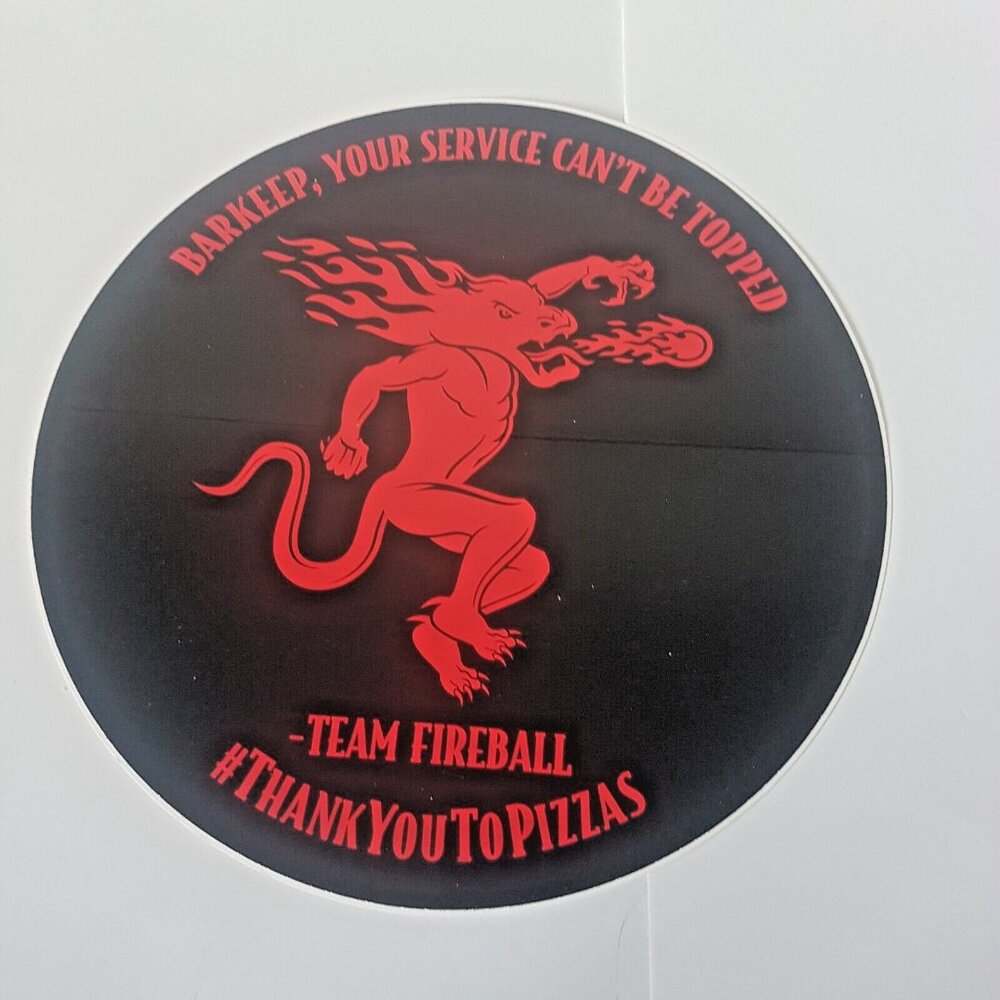 BARKEEP, YOUR SERVICE CAN'T BE TOPPED
-TEAM FIREBALL
#THANKYOUTOPIZZAS